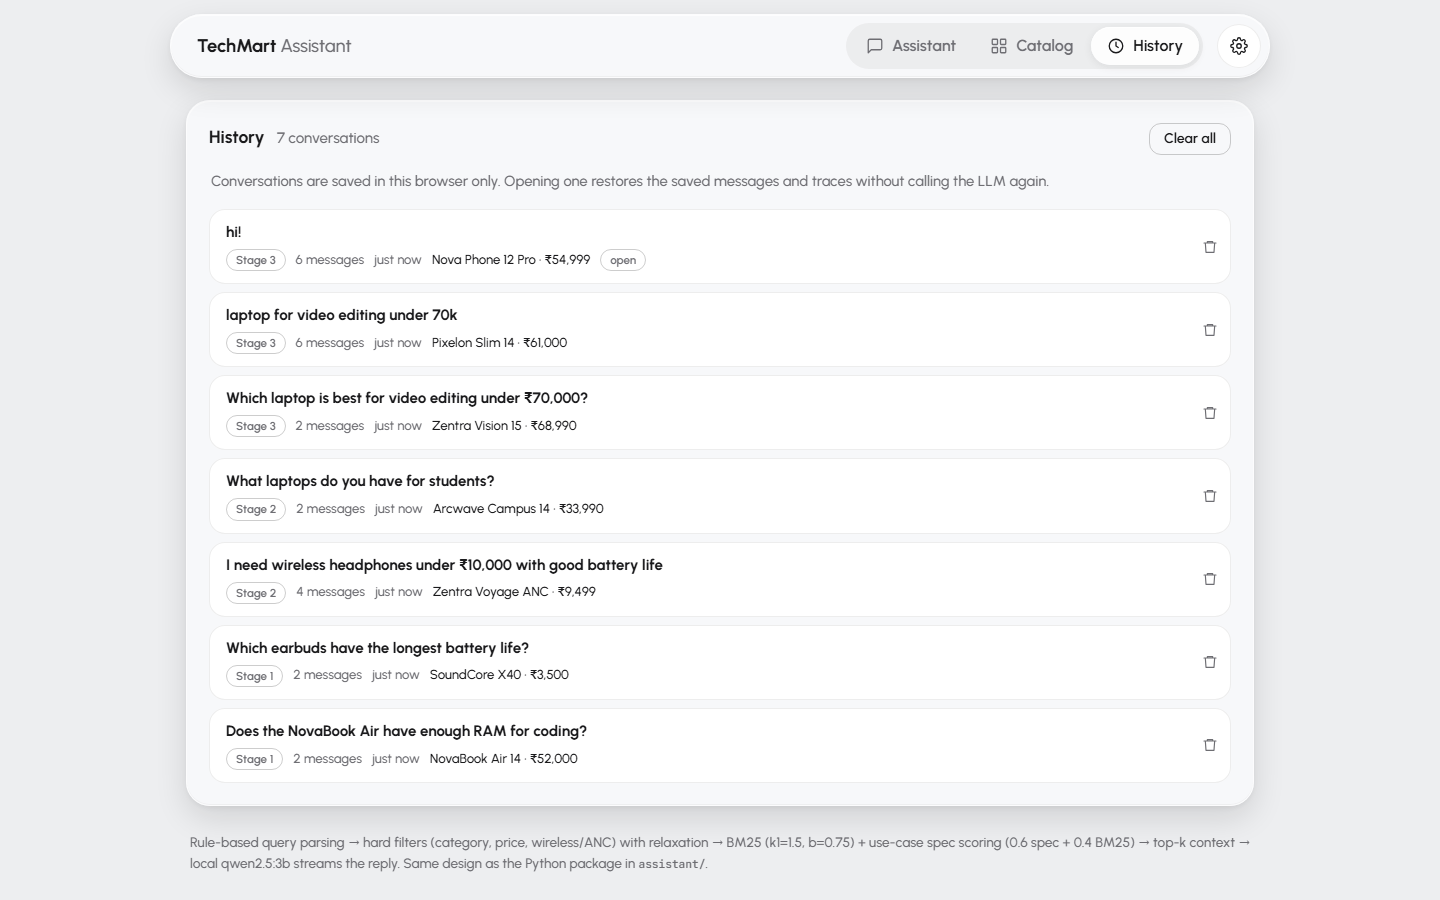 TechMart Assistant
Assistant
Catalog
History
History 7 conversations
Clear all
Conversations are saved in this browser only. Opening one restores the saved messages and traces without calling the LLM again.
hi!
Stage 3 6 messages just now Nova Phone 12 Pro · ₹54,999 open
laptop for video editing under 70k
Stage 3 6 messages just now Pixelon Slim 14 · ₹61,000
Which laptop is best for video editing under ₹70,000?
Stage 3 2 messages just now Zentra Vision 15 · ₹68,990
What laptops do you have for students?
Stage 2 2 messages just now Arcwave Campus 14 · ₹33,990
I need wireless headphones under ₹10,000 with good battery life
Stage 2 4 messages just now Zentra Voyage ANC · ₹9,499
Which earbuds have the longest battery life?
Stage 1 2 messages just now SoundCore X40 · ₹3,500
Does the NovaBook Air have enough RAM for coding?
Stage 1 2 messages just now NovaBook Air 14 · ₹52,000
Rule-based query parsing → hard filters (category, price, wireless/ANC) with relaxation → BM25 (k1=1.5, b=0.75) + use-case spec scoring (0.6 spec + 0.4 BM25) → top-k context →
local qwen2.5:3b streams the reply. Same design as the Python package in assistant/.